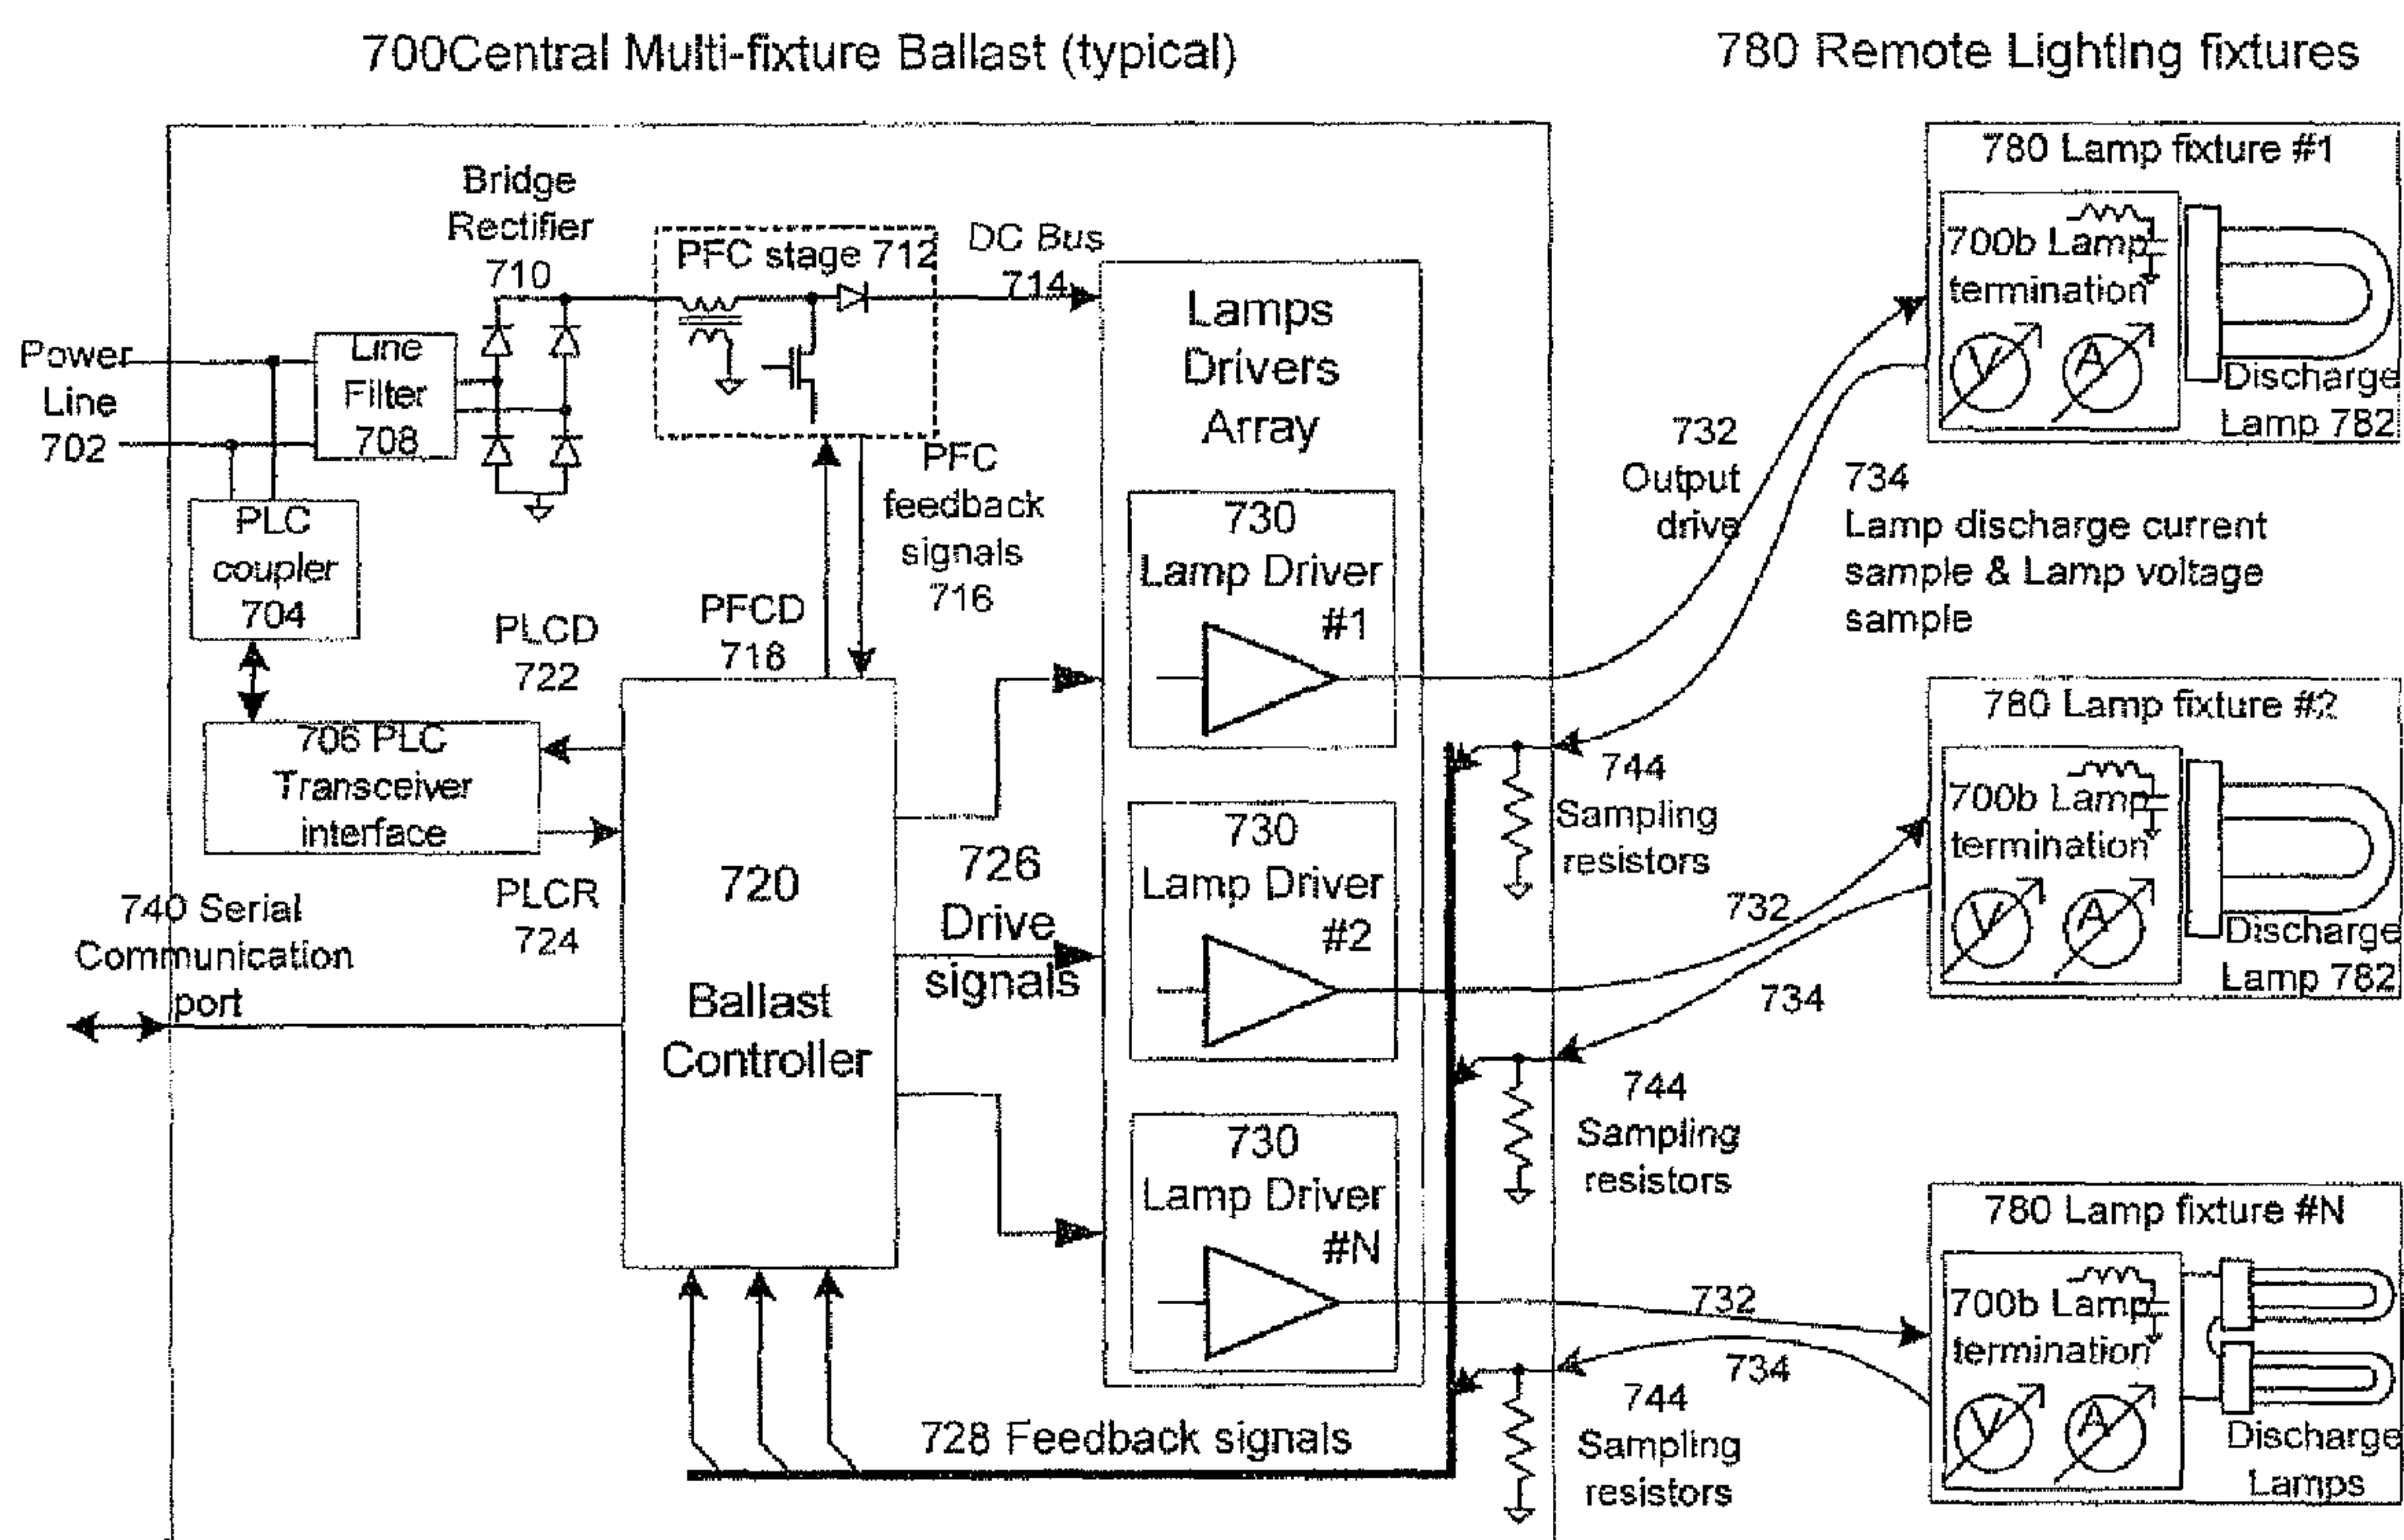 700Central Multi-fixture Ballast (typical)
780 Remote Lighting fixtures
Bridge
Rectifier
710
PFC stage 712
DC Bus
714
Power
Line
702
Line
Filter
708
PLC
coupler
704
PFC
feedback
signals
716
PFCD
718
PLCD
722
706 PLC
Transceiver
interface
PLCR
724
740 Serial
Communication
port
720
Ballast
Controller
726
Drive
signals
Lamps
Drivers
Array
730
Lamp Driver
#1
730
Lamp Driver
#2
730
Lamp Driver
#N
728 Feedback signals
732
Output
drive
734
Lamp discharge current
sample & Lamp voltage
sample
744
Sampling
resistors
732
734
744
Sampling
resistors
732
734
744
Sampling
resistors
780 Lamp fixture #1
700b Lamp
termination
V
A
Discharge
Lamp 782
780 Lamp fixture #2
700b Lamp
termination
V
A
Discharge
Lamp 782
780 Lamp fixture #N
700b Lamp
termination
V
A
Discharge
Lamps